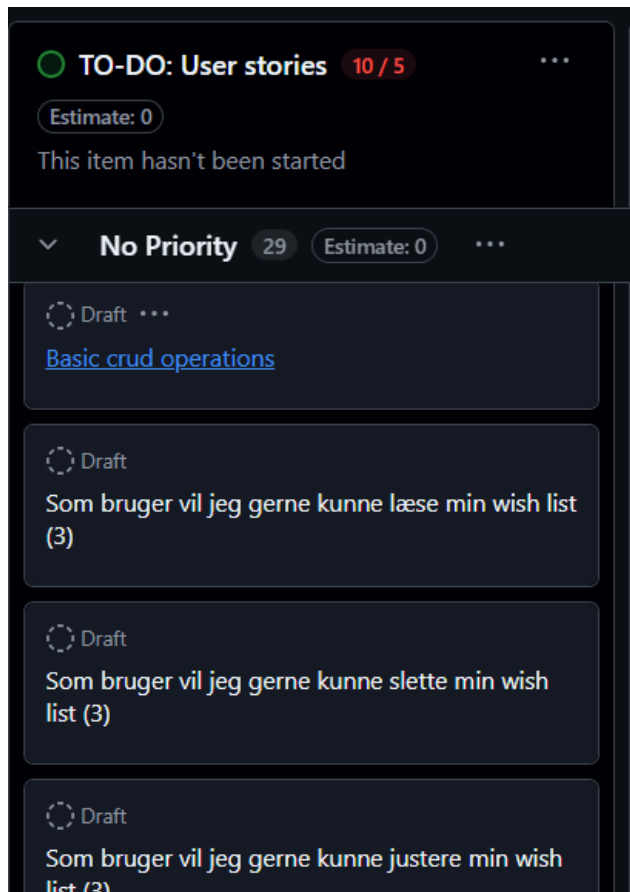 TO-DO: User stories 10 / 5
Estimate: 0
This item hasn't been started
No Priority 29 Estimate: 0
Draft
Basic crud operations
Draft
Som bruger vil jeg gerne kunne læse min wish list
(3)
Draft
Som bruger vil jeg gerne kunne slette min wish
list (3)
Draft
Som bruger vil jeg gerne kunne justere min wish
list (3)